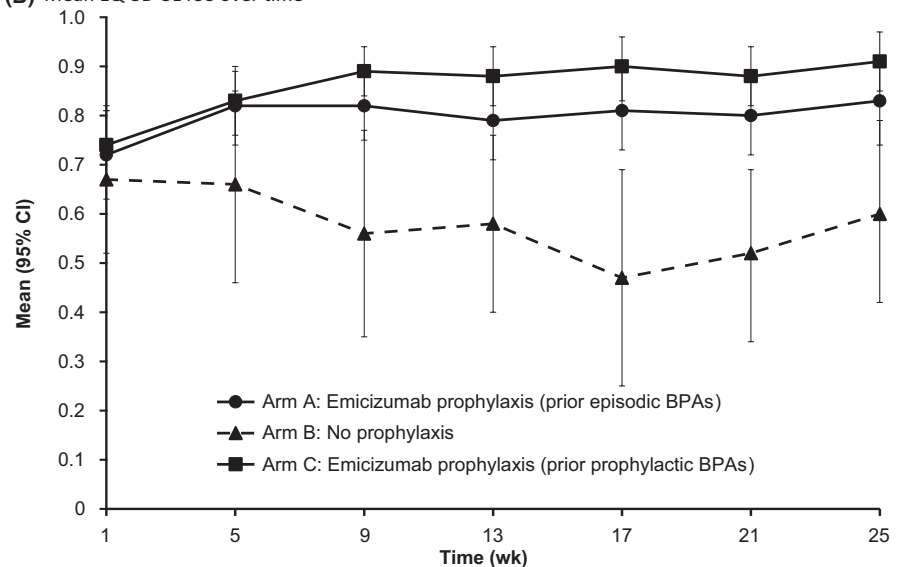 (B) Mean EQ-5D-5L
over time
1.0
0.9
0.8
0.7
0.6
0.5
0.4
0.3
0.2
0.1
0
Mean (95% CI)
Arm A: Emicizumab prophylaxis (prior episodic BPAs)
Arm B: No prophylaxis
Arm C: Emicizumab prophylaxis (prior prophylactic BPAs)
1 5 9 13 17 21 25
Time (wk)